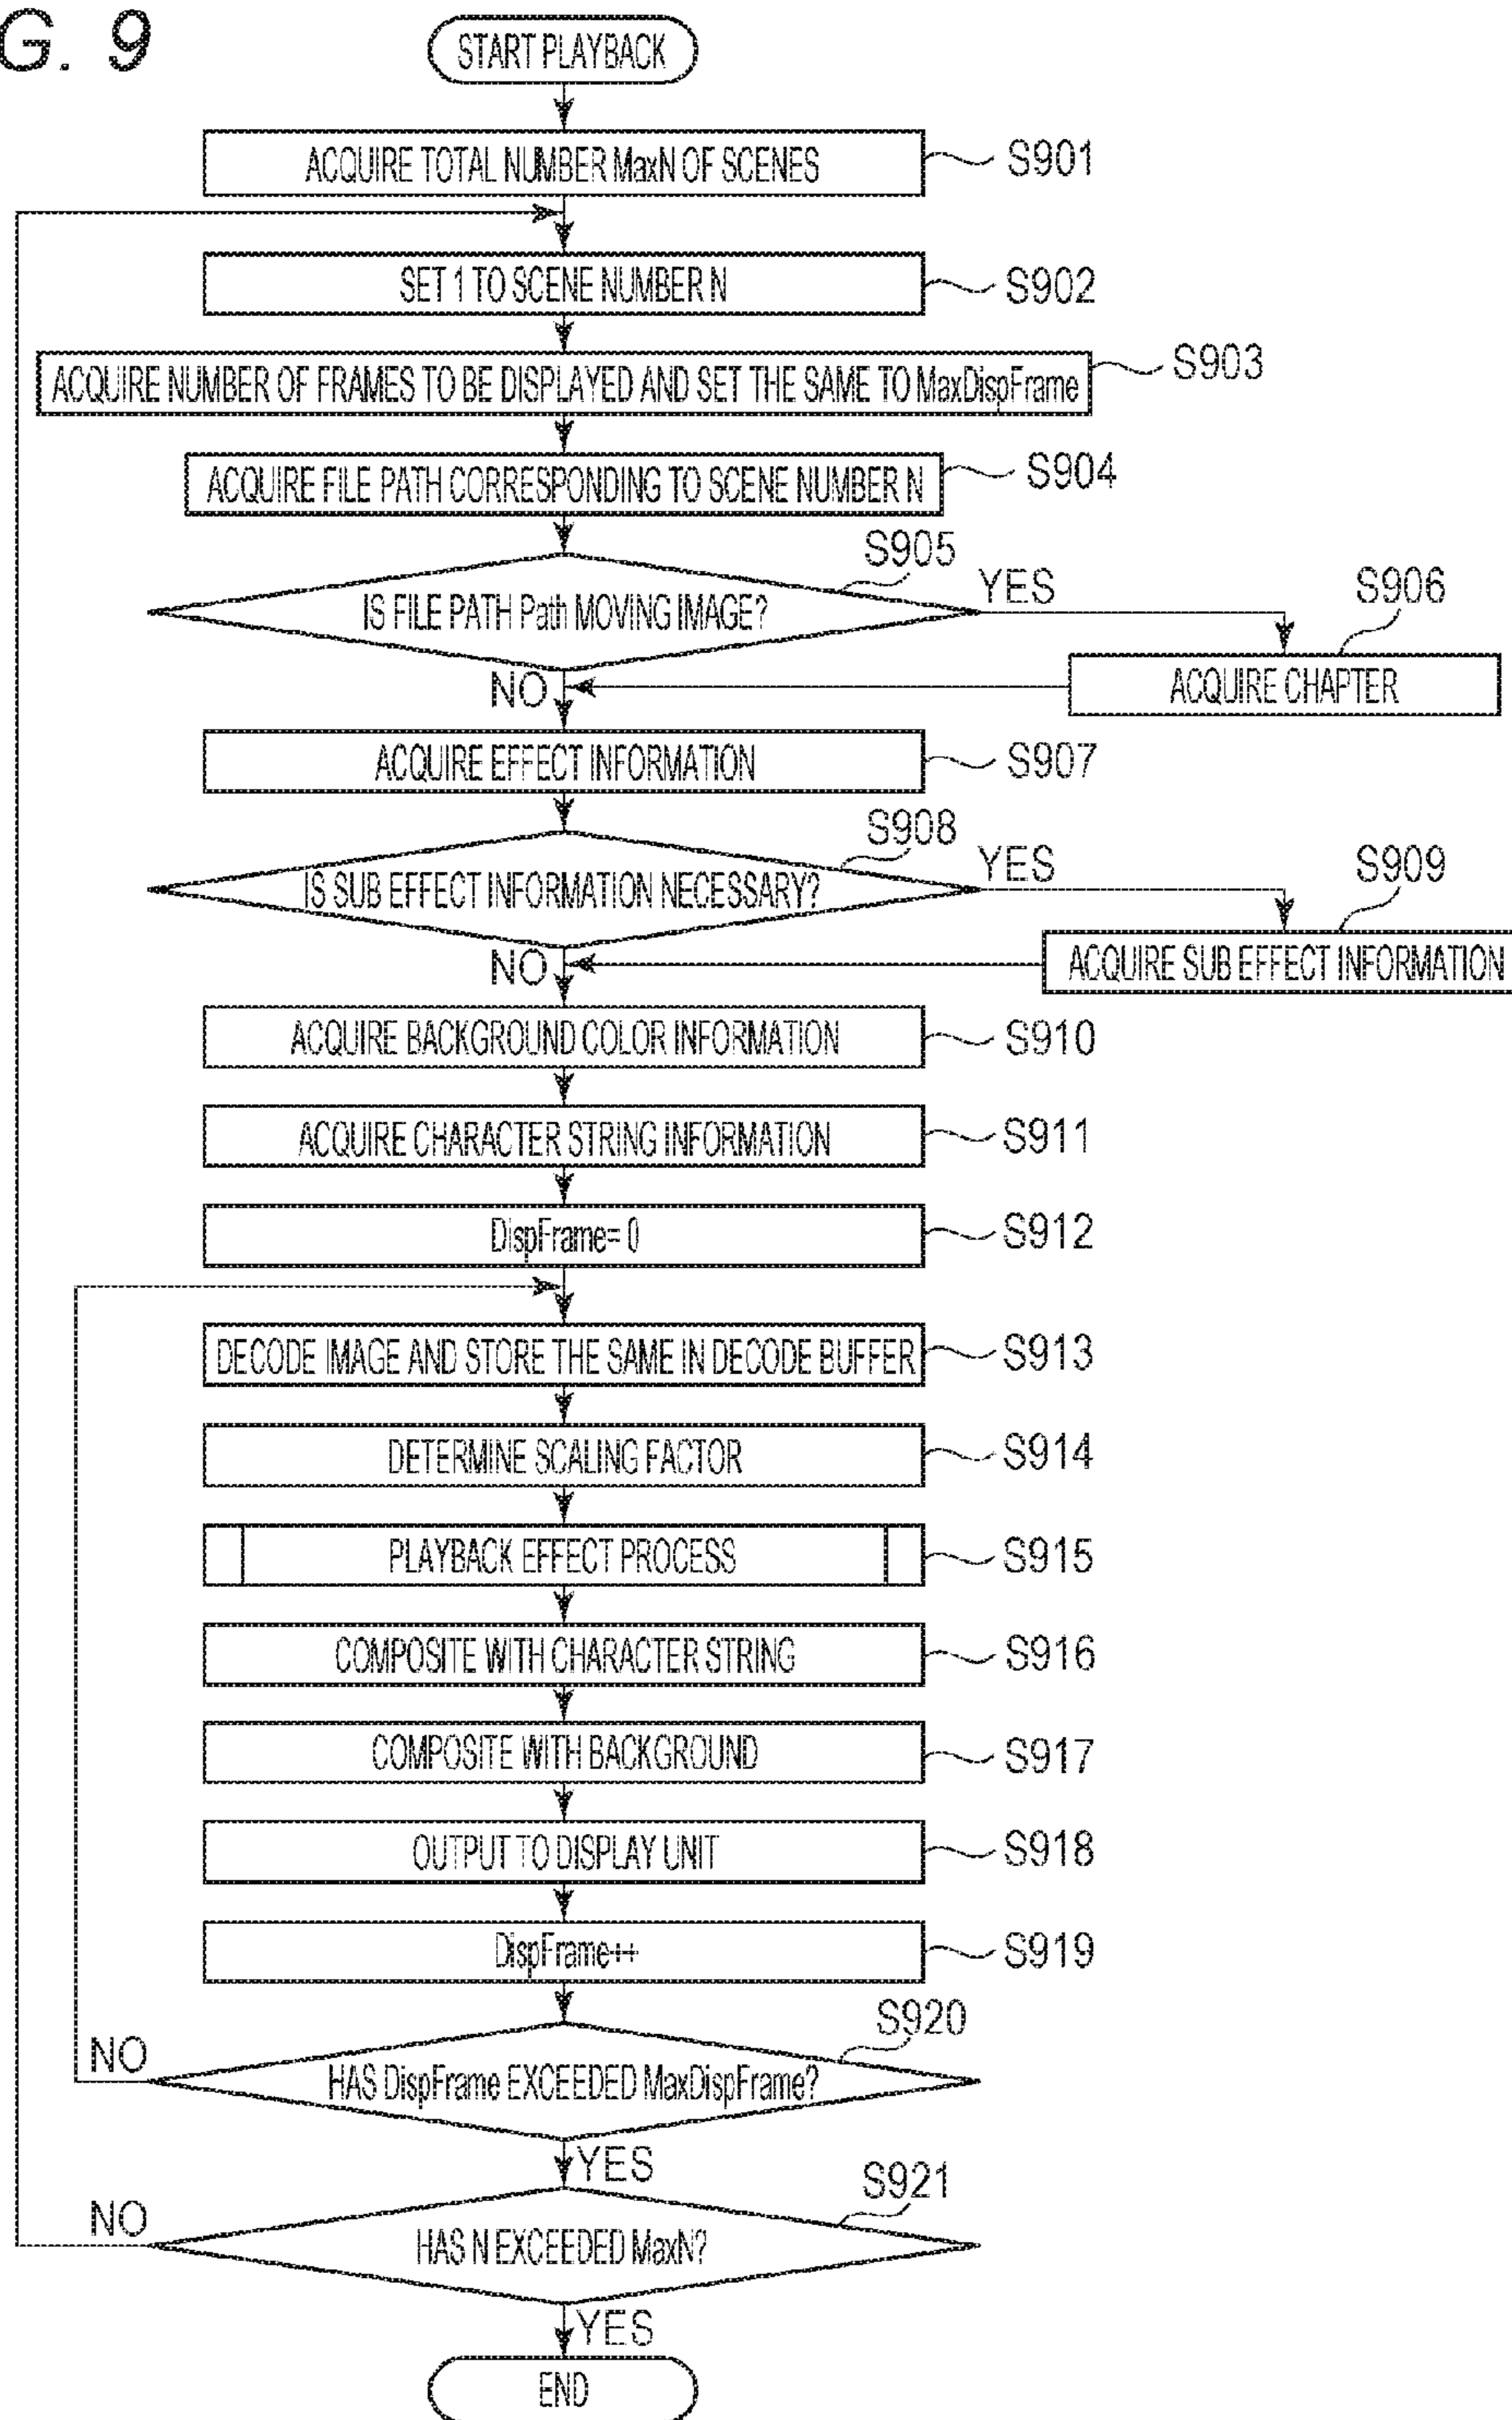 G. 9
START PLAYBACK
ACQUIRE TOTAL NUMBER MaxN OF SCENES
S901
SET 1 TO SCENE NUMBER N
S902
ACQUIRE NUMBER OF FRAMES TO BE DISPLAYED AND SET THE SAME TO MaxDispFrame
S903
ACQUIRE FILE PATH CORRESPONDING TO SCENE NUMBER N
S904
S905
IS FILE PATH Path MOVING IMAGE?
YES
S906
ACQUIRE CHAPTER
NO
ACQUIRE EFFECT INFORMATION
S907
S908
IS SUB EFFECT INFORMATION NECESSARY?
YES
S909
ACQUIRE SUB EFFECT INFORMATION
NO
ACQUIRE BACKGROUND COLOR INFORMATION
S910
ACQUIRE CHARACTER STRING INFORMATION
S911
DispFrame= 0
S912
DECODE IMAGE AND STORE THE SAME IN DECODE BUFFER
S913
DETERMINE SCALING FACTOR
S914
PLAYBACK EFFECT PROCESS
S915
COMPOSITE WITH CHARACTER STRING
S916
COMPOSITE WITH BACKGROUND
S917
OUTPUT TO DISPLAY UNIT
S918
DispFrame++
S919
S920
HAS DispFrame EXCEEDED MaxDispFrame?
NO
YES
S921
HAS N EXCEEDED MaxN?
NO
YES
END